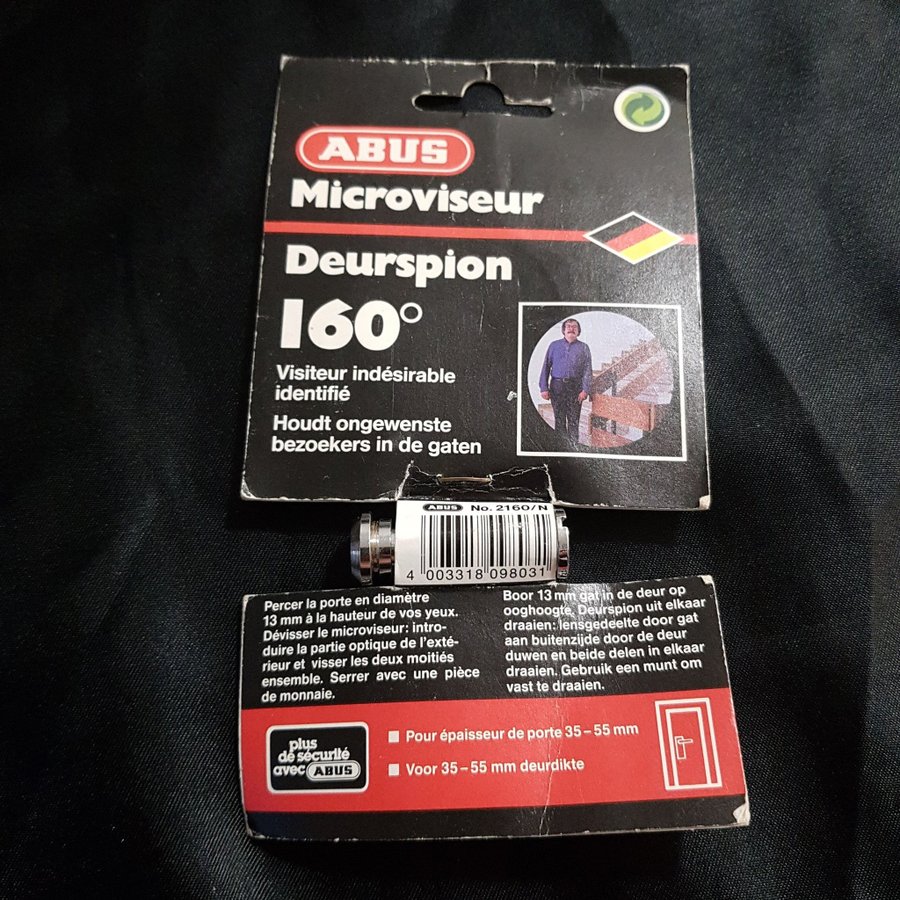 ABUS
Microviseur
Deurspion
160°
Visiteur indésirable
identifié
Houdt ongewenste
bezoekers in de gaten
ABUS No. 2160/N
4 003318 098031
Percer la porte en diamètre
13 mm à la hauteur de vos yeux.
Dévisser le microviseur: intro-
duire la partie optique de l'exté-
rieur et visser les deux moitiés
ensemble. Serrer avec une pièce
de monnaie.
Boor 13 mm gat in de deur op
ooghoogte. Deurspion uit elkaar
draaien: lensgedeelte door gat
aan buitenzijde door de deur
duwen en beide delen in elkaar
draaien. Gebruik een munt om
vast te draaien.
plus
de sécurité
avec ABUS
Pour épaisseur de porte 35 – 55 mm
Voor 35 – 55 mm deurdikte